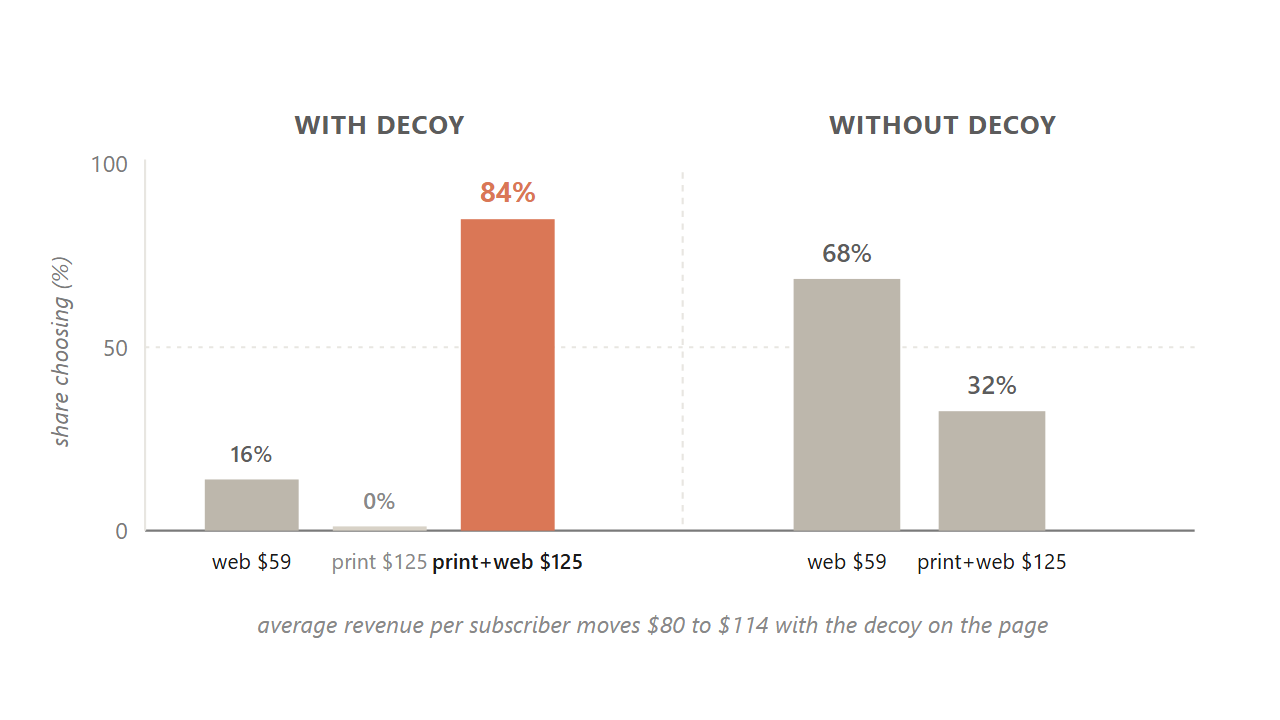 WITH DECOY
WITHOUT DECOY
100
50
0
share choosing (%)
16%
0%
84%
68%
32%
web $59
print $125
print+web $125
web $59
print+web $125
average revenue per subscriber moves $80 to $114 with the decoy on the page